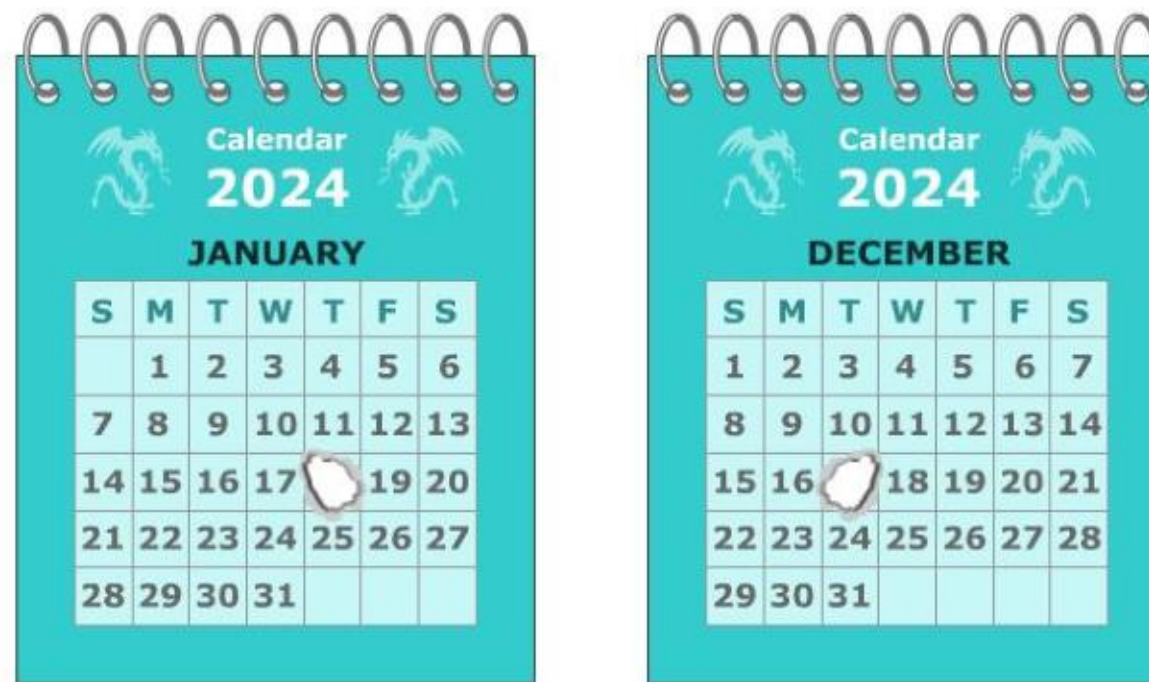 Calendar
2024
JANUARY
S M T W T F S
1 2 3 4 5 6
7 8 9 10 11 12 13
14 15 16 17 19 20
21 22 23 24 25 26 27
28 29 30 31
Calendar
2024
DECEMBER
S M T W T F S
1 2 3 4 5 6 7
8 9 10 11 12 13 14
15 16 18 19 20 21
22 23 24 25 26 27 28
29 30 31